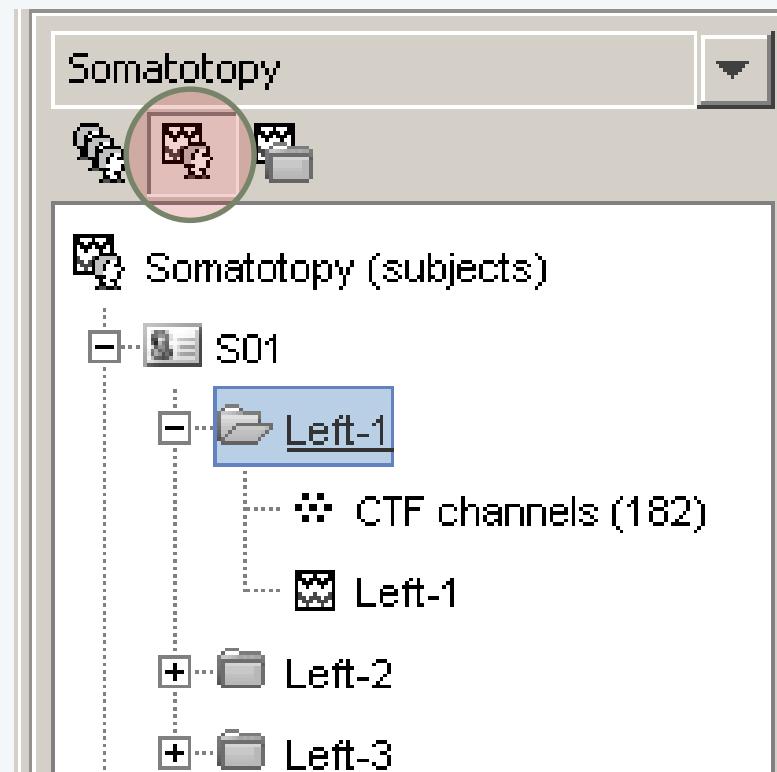 Somatotopy
Somatotopy (subjects)
S01
Left-1
CTF channels (182)
Left-1
Left-2
Left-3